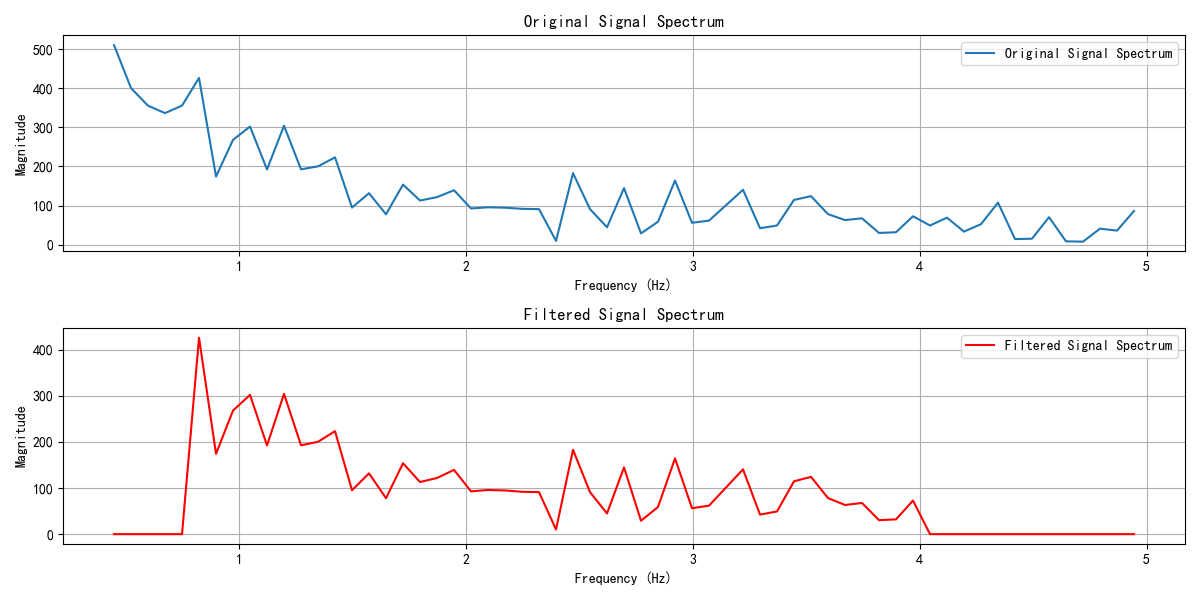 Original Signal Spectrum
Original Signal Spectrum
500
400
300
200
100
0
Magnitude
1 2 3 4 5
Frequency (Hz)
Filtered Signal Spectrum
Filtered Signal Spectrum
400
300
200
100
0
Magnitude
1 2 3 4 5
Frequency (Hz)